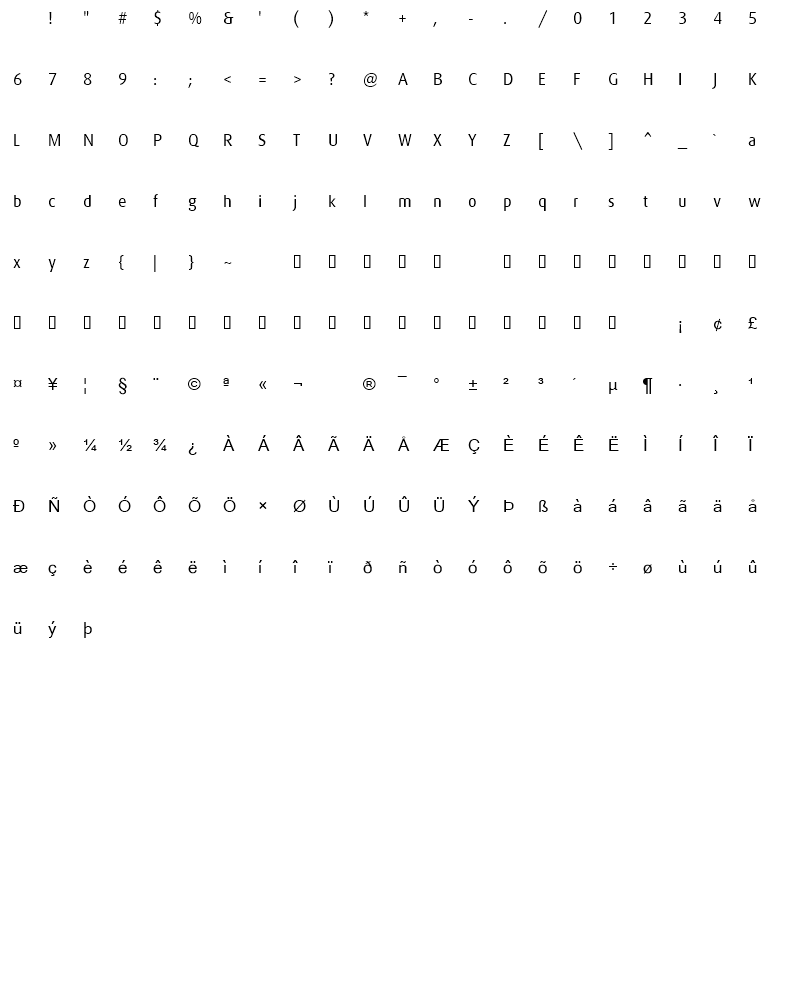 ! " # $ % & ' ( ) * + , - . / 0 1 2 3 4 5
6 7 8 9 : ; < = > ? @ A B C D E F G H I J K
L M N O P Q R S T U V W X Y Z [ \ ] ^ _ ` a
b c d e f g h i j k l m n o p q r s t u v w
x y z { | } ~ ▯ ▯ ▯ ▯ ▯ ▯ ▯ ▯ ▯ ▯ ▯ ▯ ▯
▯ ▯ ▯ ▯ ▯ ▯ ▯ ▯ ▯ ▯ ▯ ▯ ▯ ▯ ▯ ▯ ▯ ▯ ¡ ¢ £
¤ ¥ ¦ § ¨ © ª « ¬ ® ¯ ° ± ² ³ ´ µ ¶ · ¸ ¹
º » ¼ ½ ¾ ¿ À Á Â Ã Ä Å Æ Ç È É Ê Ë Ì Í Î Ï
Ð Ñ Ò Ó Ô Õ Ö × Ø Ù Ú Û Ü Ý Þ ß à á â ã ä å
æ ç è é ê ë ì í î ï ð ñ ò ó ô õ ö ÷ ø ù ú û
ü ý þ